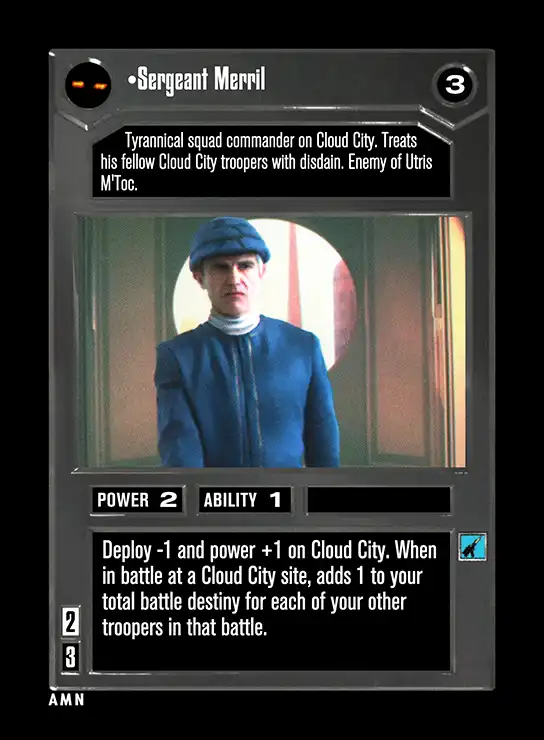 •Sergeant Merril
3
Tyrannical squad commander on Cloud City. Treats
his fellow Cloud City troopers with disdain. Enemy of Utris
M'Toc.
POWER 2 ABILITY 1
Deploy -1 and power +1 on Cloud City. When
in battle at a Cloud City site, adds 1 to your
total battle destiny for each of your other
troopers in that battle.
2
3
AMN